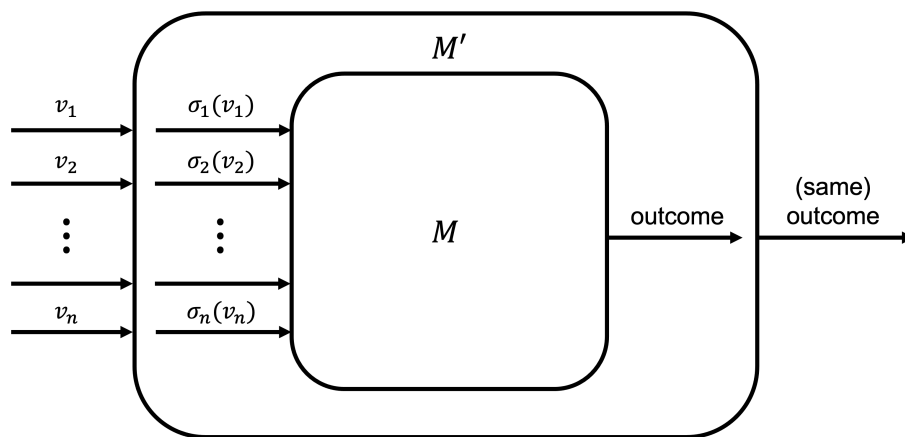 M′
v₁
σ₁(v₁)
v₂
σ₂(v₂)
⋮
⋮
M
outcome
(same)
outcome
vₙ
σₙ(vₙ)